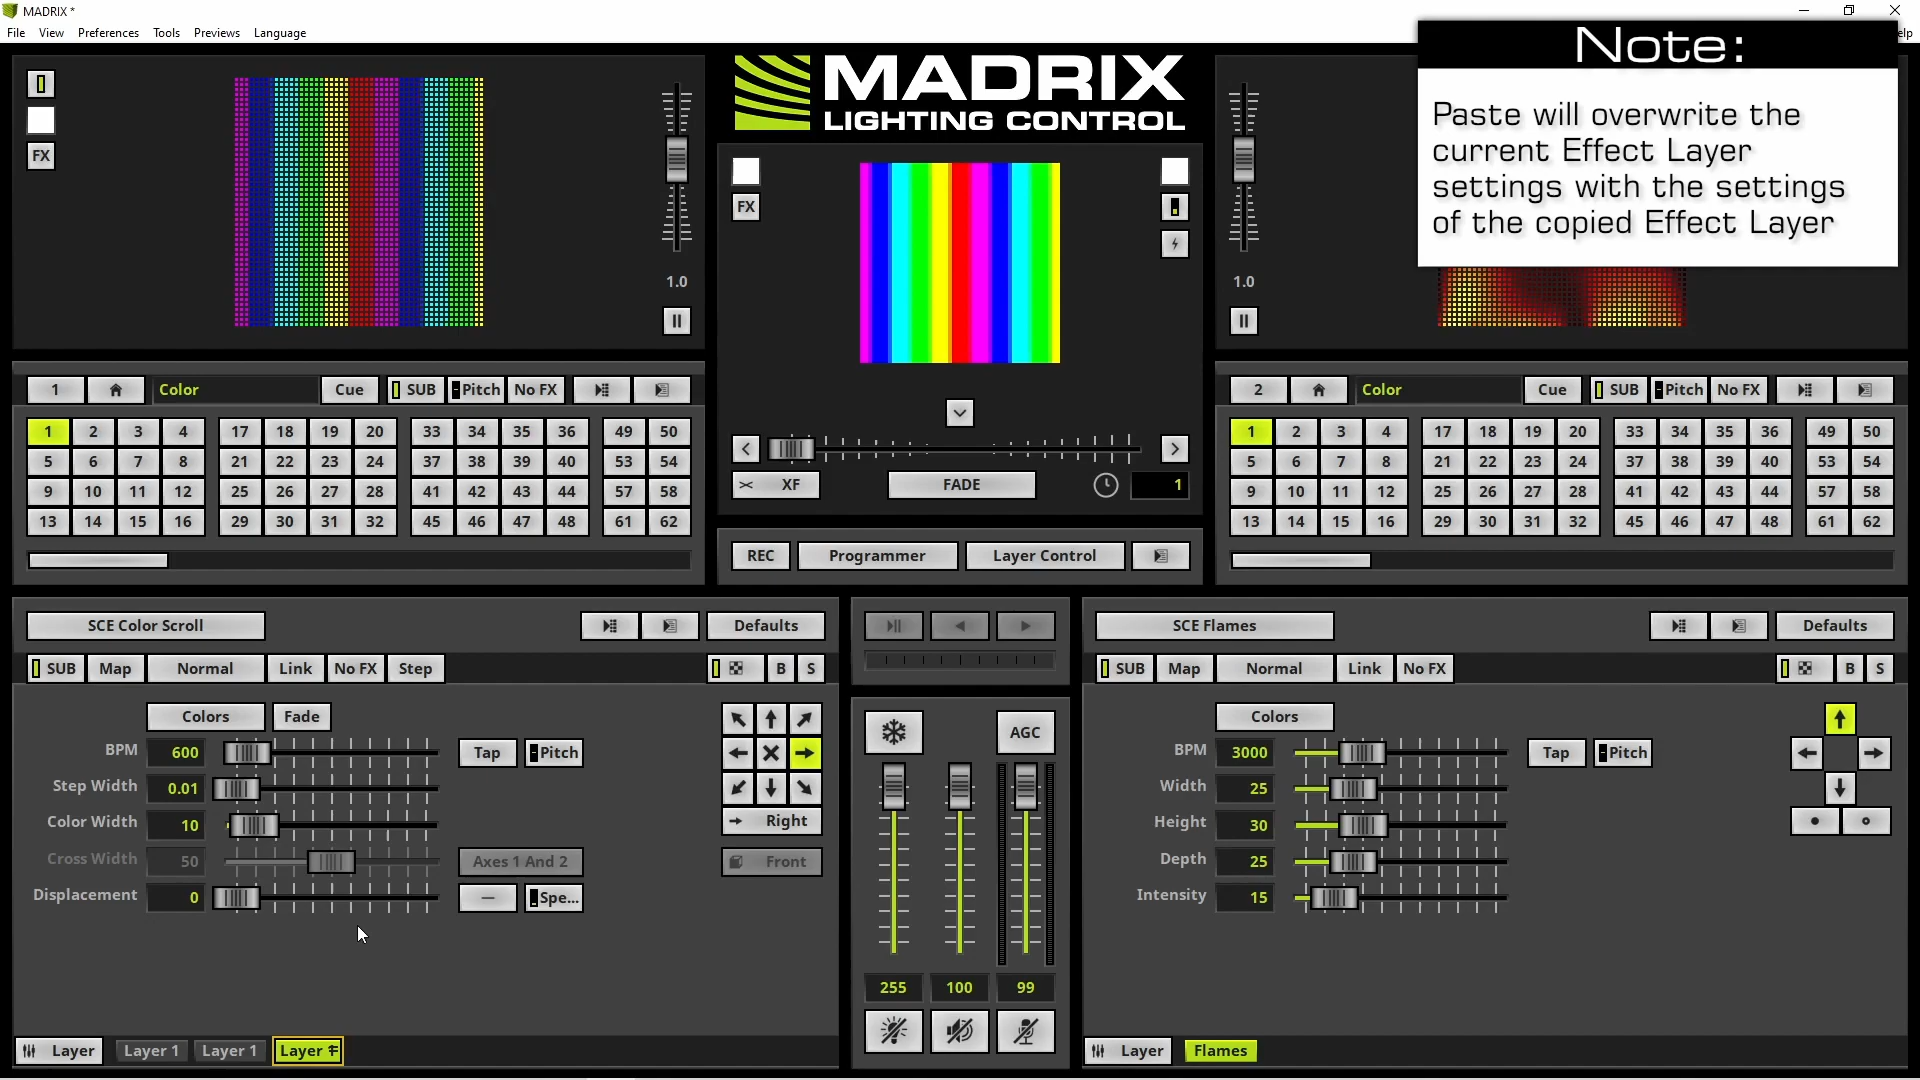 MADRIX *
File View Preferences Tools Previews Language
elp
Note:
Paste will overwrite the
current Effect Layer
settings with the settings
of the copied Effect Layer
MADRIX
LIGHTING CONTROL
FX
1.0
FX
1.0
1 Color Cue SUB Pitch No FX
1 2 3 4 17 18 19 20 33 34 35 36 49 50
5 6 7 8 21 22 23 24 37 38 39 40 53 54
9 10 11 12 25 26 27 28 41 42 43 44 57 58
13 14 15 16 29 30 31 32 45 46 47 48 61 62
XF FADE 1
REC Programmer Layer Control
2 Color Cue SUB Pitch No FX
1 2 3 4 17 18 19 20 33 34 35 36 49 50
5 6 7 8 21 22 23 24 37 38 39 40 53 54
9 10 11 12 25 26 27 28 41 42 43 44 57 58
13 14 15 16 29 30 31 32 45 46 47 48 61 62
SCE Color Scroll Defaults
SUB Map Normal Link No FX Step B S
Colors Fade
BPM 600 Tap Pitch
Step Width 0.01
Color Width 10 Right
Cross Width 50 Axes 1 And 2 Front
Displacement 0 — Spe...
Layer Layer 1 Layer 1 Layer
AGC
255 100 99
SCE Flames Defaults
SUB Map Normal Link No FX B S
Colors
BPM 3000 Tap Pitch
Width 25
Height 30
Depth 25
Intensity 15
Layer Flames